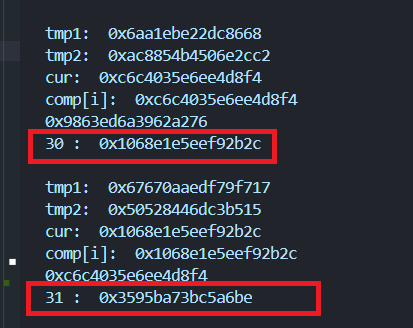 tmp1: 0x6aa1ebe22dc8668
tmp2: 0xac8854b4506e2cc2
cur: 0xc6c4035e6ee4d8f4
comp[i]: 0xc6c4035e6ee4d8f4
0x9863ed6a3962a276
30 : 0x1068e1e5eef92b2c
tmp1: 0x67670aaedf79f717
tmp2: 0x50528446dc3b515
cur: 0x1068e1e5eef92b2c
comp[i]: 0x1068e1e5eef92b2c
0xc6c4035e6ee4d8f4
31 : 0x3595ba73bc5a6be